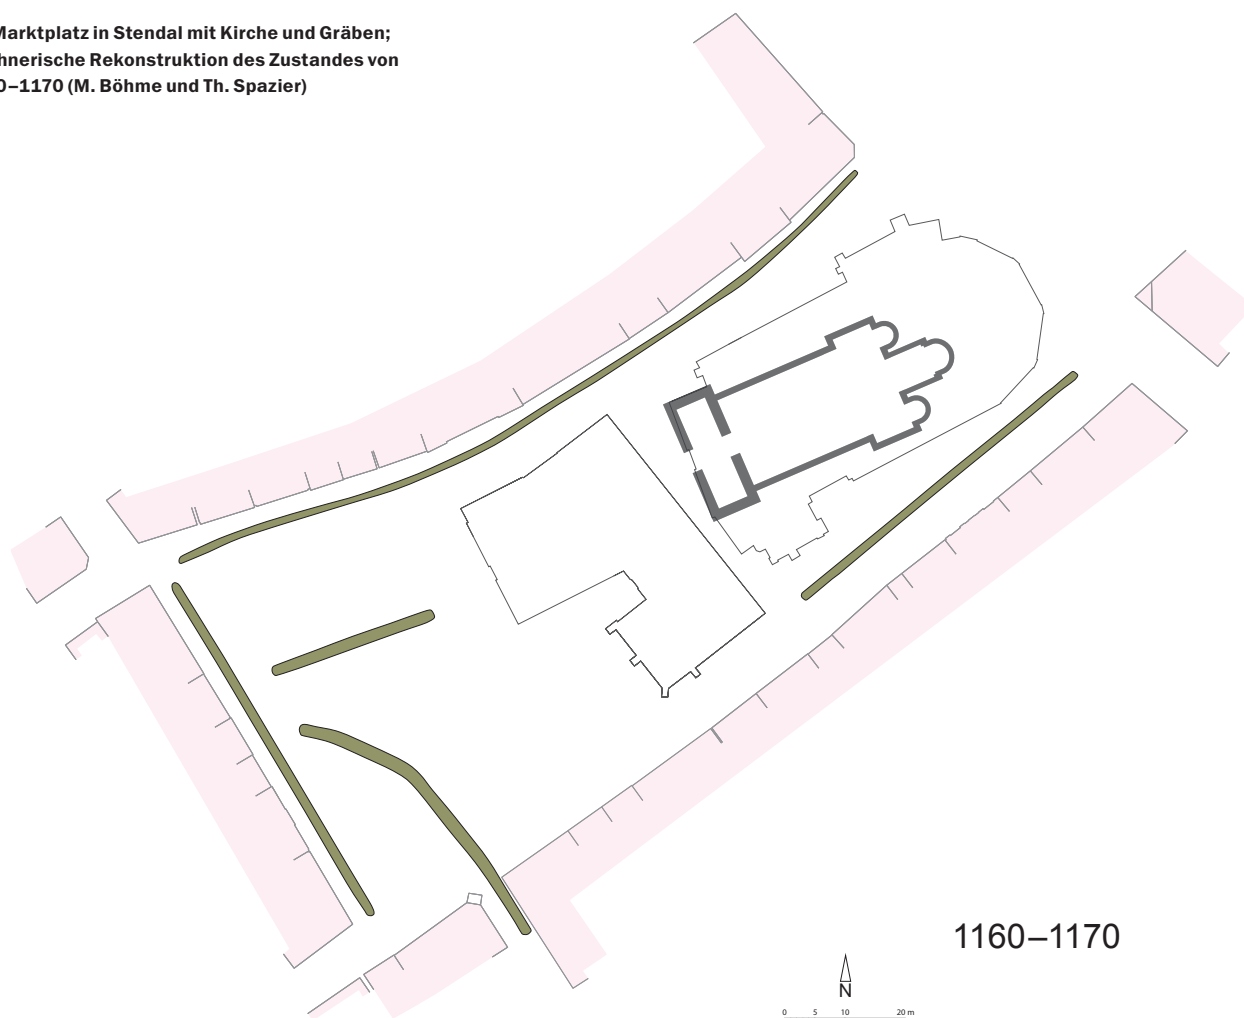 Marktplatz in Stendal mit Kirche und Gräben;
hnerische Rekonstruktion des Zustandes von
0–1170 (M. Böhme und Th. Spazier)
1160–1170
N
0 5 10 20 m